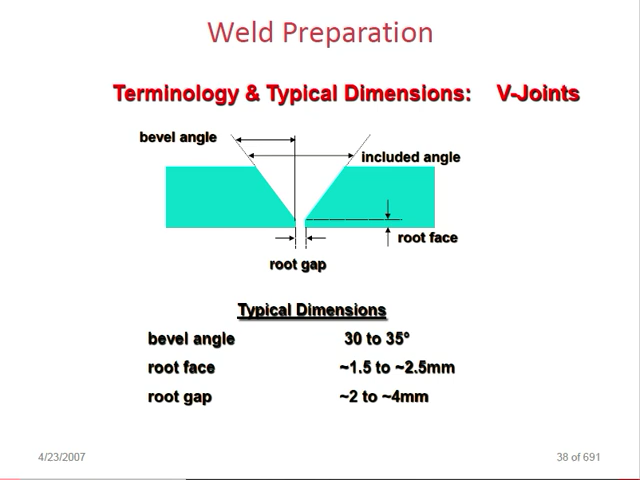 Weld Preparation
Terminology & Typical Dimensions: V-Joints
bevel angle
included angle
root face
root gap
Typical Dimensions
bevel angle 30 to 35°
root face ~1.5 to ~2.5mm
root gap ~2 to ~4mm
4/23/2007 38 of 691